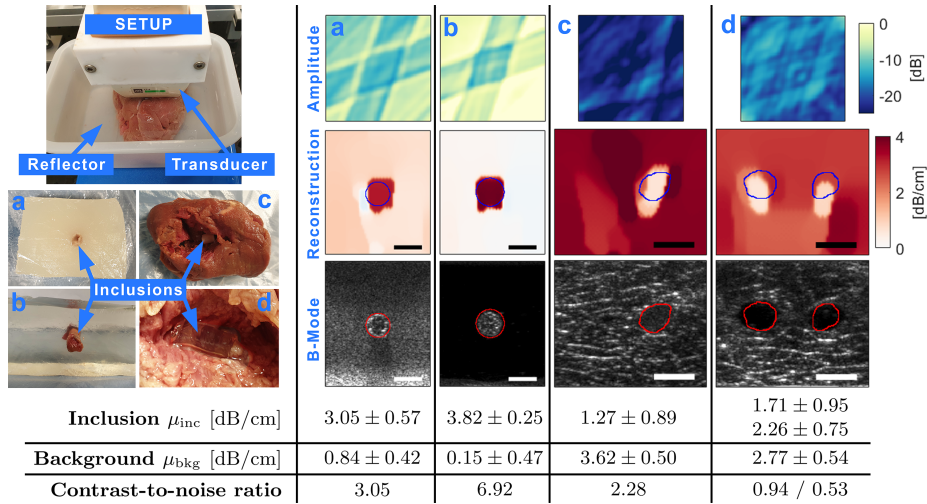 SETUP
Reflector
Transducer
a
c
Inclusions
b
d
a
b
c
d
Amplitude
0
-10
-20
[dB]
Reconstruction
4
2
0
[dB/cm]
B-Mode
Inclusion μinc [dB/cm]
3.05 ± 0.57
3.82 ± 0.25
1.27 ± 0.89
1.71 ± 0.95
2.26 ± 0.75
Background μbkg [dB/cm]
0.84 ± 0.42
0.15 ± 0.47
3.62 ± 0.50
2.77 ± 0.54
Contrast-to-noise ratio
3.05
6.92
2.28
0.94 / 0.53